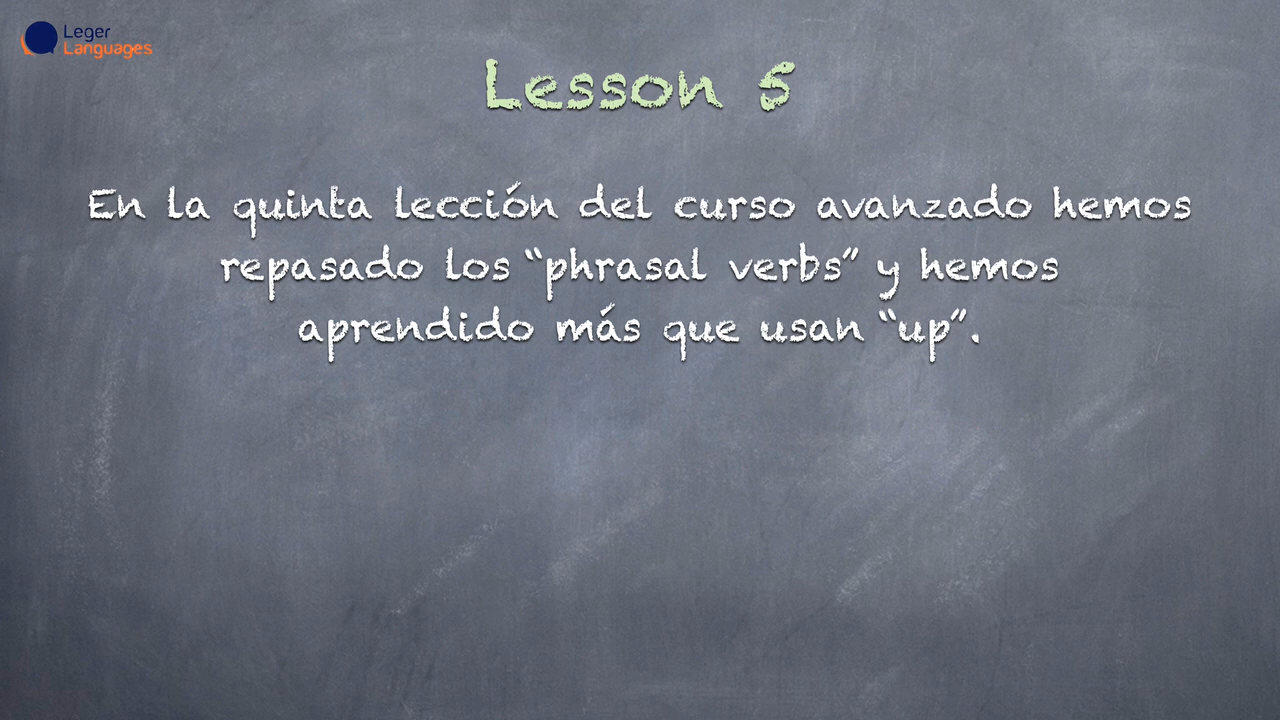 Leger
Languages
Lesson 5
En la quinta lección del curso avanzado hemos
repasado los “phrasal verbs” y hemos
aprendido más que usan “up”.